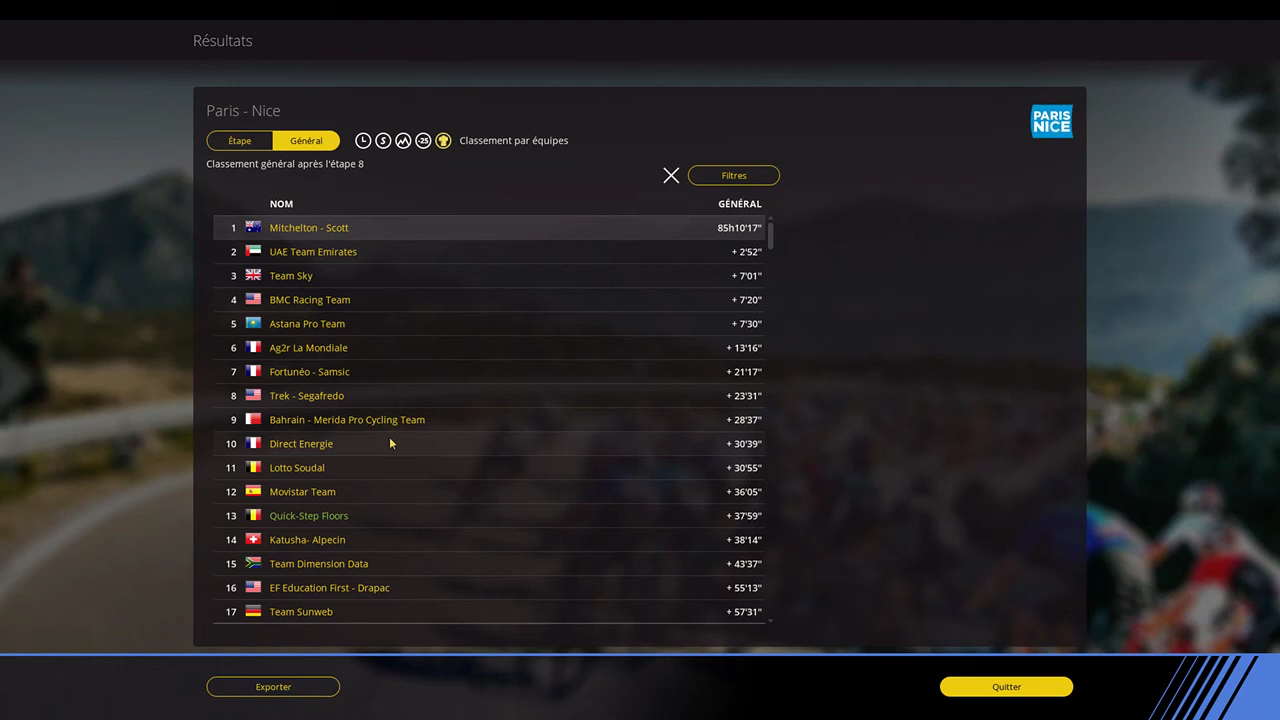 Résultats
Paris - Nice
PARIS
NICE
Étape Général S -25 Classement par équipes
Classement général après l'étape 8
Filtres
NOM GÉNÉRAL
1 Mitchelton - Scott 85h10'17"
2 UAE Team Emirates + 2'52"
3 Team Sky + 7'01"
4 BMC Racing Team + 7'20"
5 Astana Pro Team + 7'30"
6 Ag2r La Mondiale + 13'16"
7 Fortunéo - Samsic + 21'17"
8 Trek - Segafredo + 23'31"
9 Bahrain - Merida Pro Cycling Team + 28'37"
10 Direct Energie + 30'39"
11 Lotto Soudal + 30'55"
12 Movistar Team + 36'05"
13 Quick-Step Floors + 37'59"
14 Katusha- Alpecin + 38'14"
15 Team Dimension Data + 43'37"
16 EF Education First - Drapac + 55'13"
17 Team Sunweb + 57'31"
Exporter Quitter